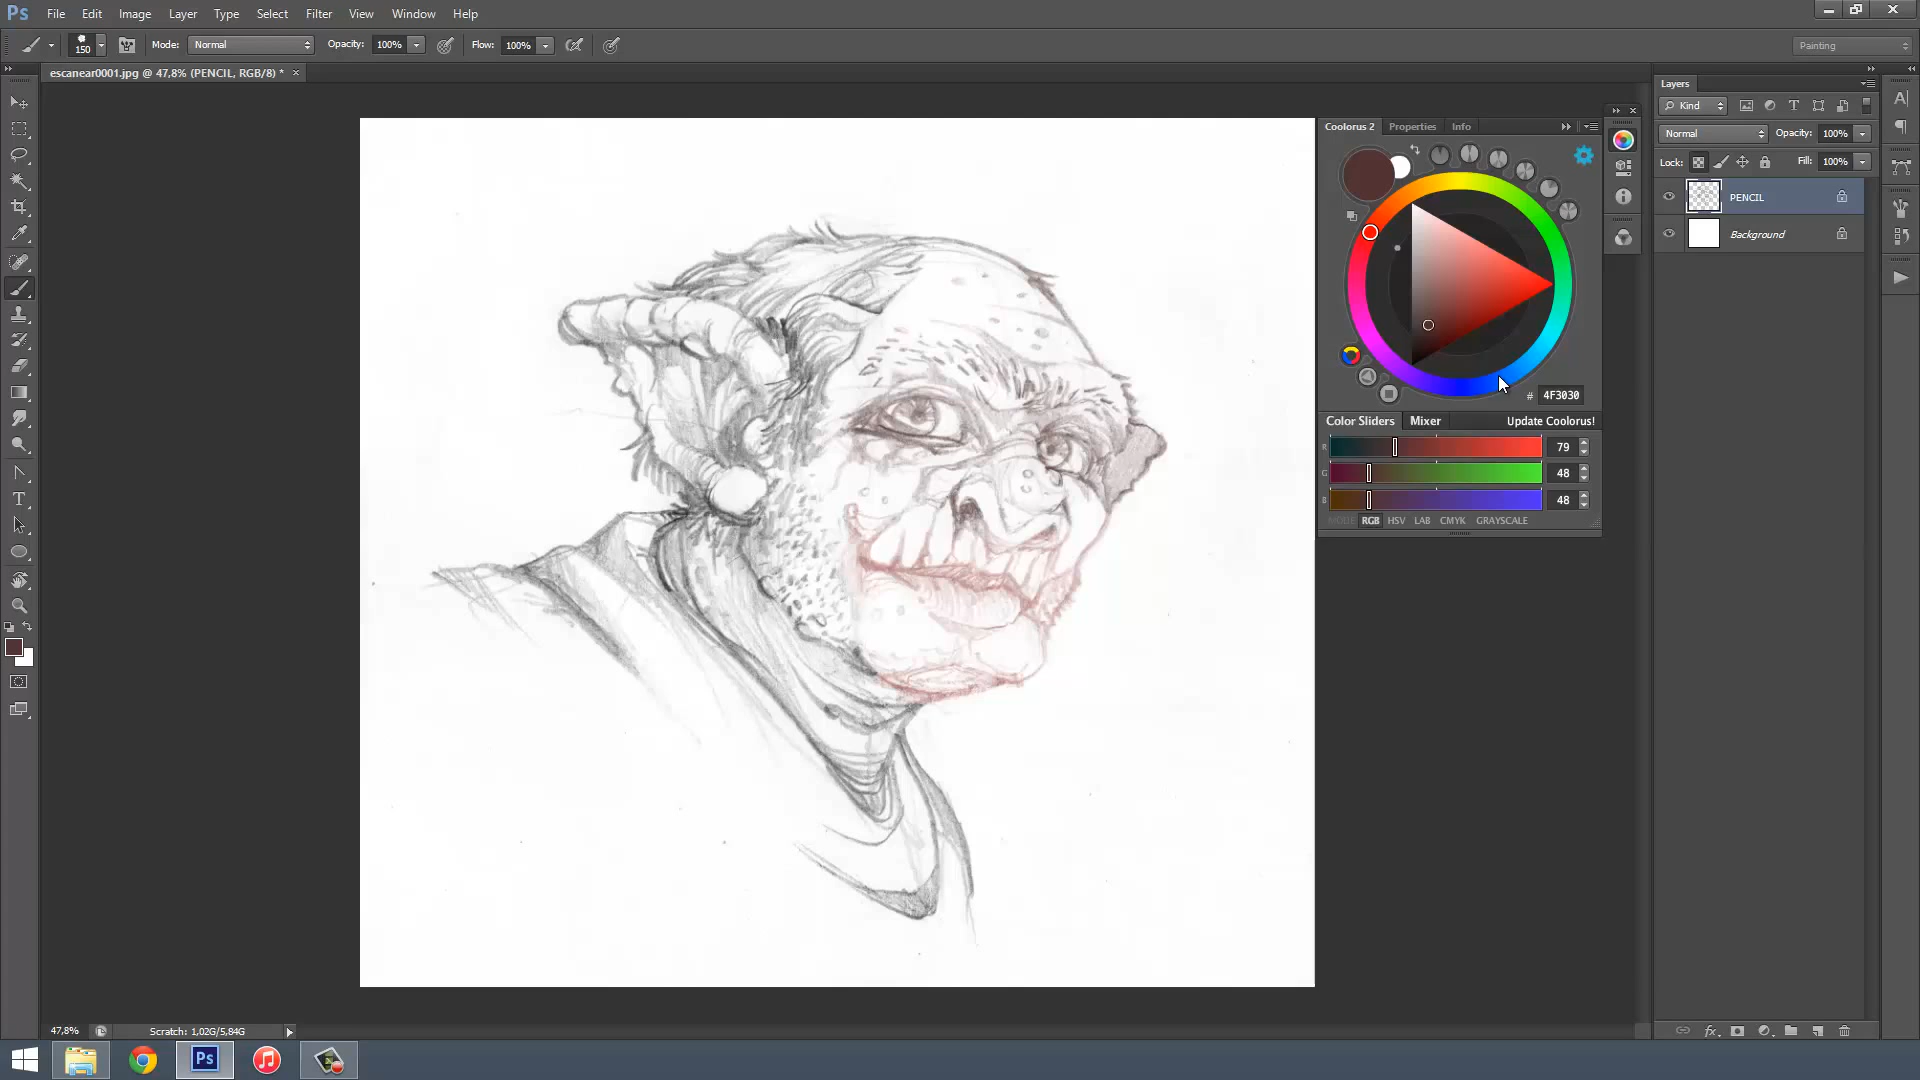 Ps File Edit Image Layer Type Select Filter View Window Help
150 Mode: Normal Opacity: 100% Flow: 100% Painting
escanear0001.jpg @ 47,8% (PENCIL, RGB/8) * ×
Layers
Kind
Normal Opacity: 100%
Lock: Fill: 100%
PENCIL
Background
Coolorus 2 Properties Info
# 4F3030
Color Sliders Mixer Update Coolorus!
R 79
G 48
B 48
MODE RGB HSV LAB CMYK GRAYSCALE
47,8% Scratch: 1,02G/5,84G
Ps